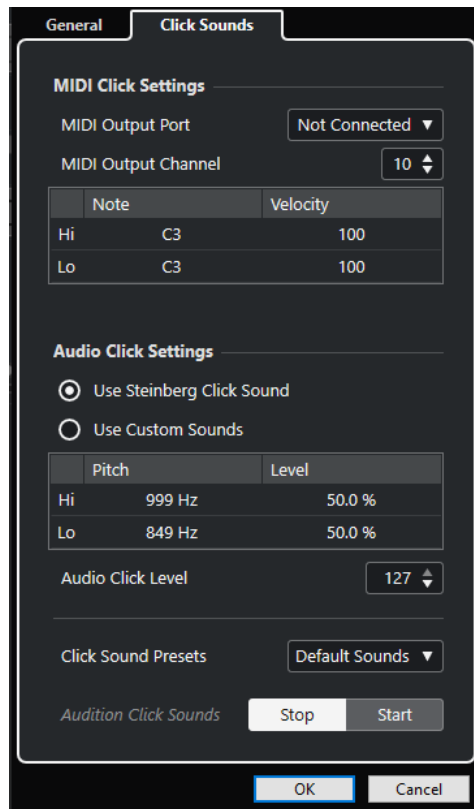 General Click Sounds
MIDI Click Settings
MIDI Output Port Not Connected
MIDI Output Channel 10
Note Velocity
Hi C3 100
Lo C3 100
Audio Click Settings
Use Steinberg Click Sound
Use Custom Sounds
Pitch Level
Hi 999 Hz 50.0 %
Lo 849 Hz 50.0 %
Audio Click Level 127
Click Sound Presets Default Sounds
Audition Click Sounds Stop Start
OK Cancel